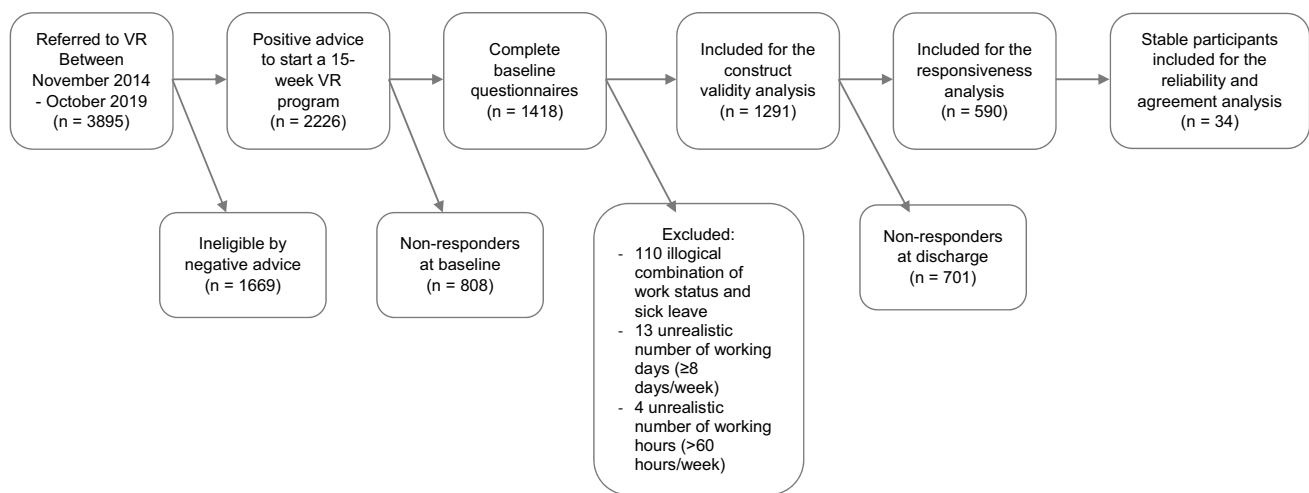 Referred to VR
Between
November 2014
- October 2019
(n = 3895)
Positive advice
to start a 15-
week VR
program
(n = 2226)
Complete
baseline
questionnaires
(n = 1418)
Included for the
construct
validity analysis
(n = 1291)
Included for the
responsiveness
analysis
(n = 590)
Stable participants
included for the
reliability and
agreement analysis
(n = 34)
Ineligible by
negative advice
(n = 1669)
Non-responders
at baseline
(n = 808)
Excluded:
- 110 illogical
combination of
work status and
sick leave
- 13 unrealistic
number of working
days (≥8
days/week)
- 4 unrealistic
number of working
hours (>60
hours/week)
Non-responders
at discharge
(n = 701)